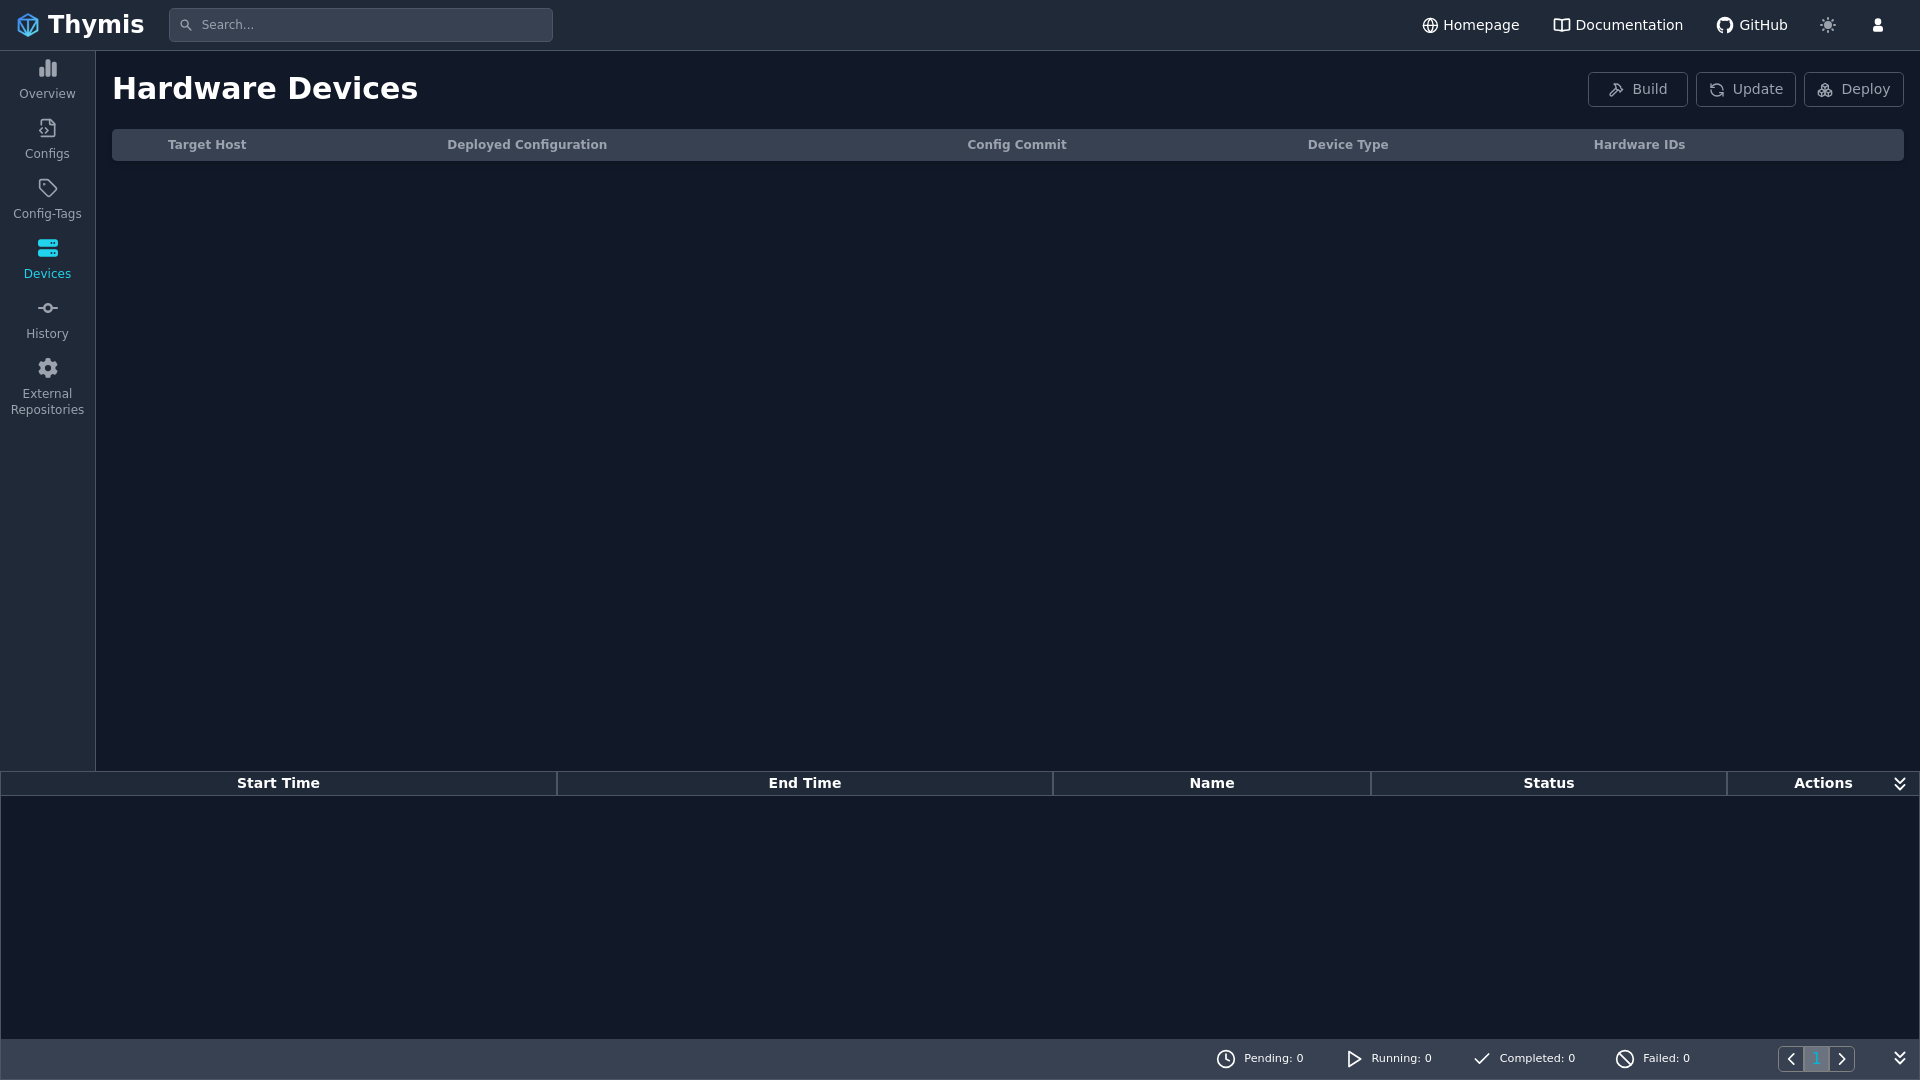 Thymis
Search...
Homepage
Documentation
GitHub
Overview
Configs
Config-Tags
Devices
History
External
Repositories
Hardware Devices
Build
Update
Deploy
Target Host
Deployed Configuration
Config Commit
Device Type
Hardware IDs
Start Time
End Time
Name
Status
Actions
Pending: 0
Running: 0
Completed: 0
Failed: 0
1